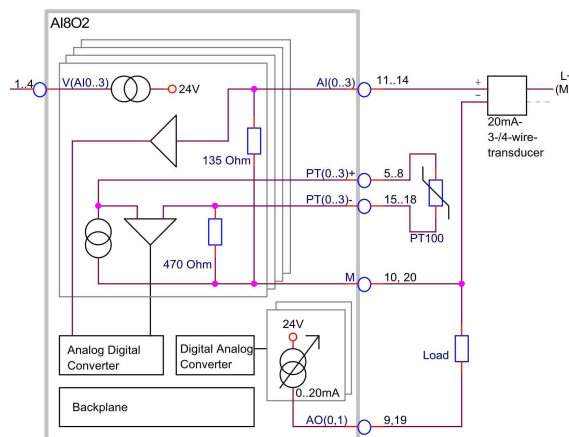 AI8O2
1..4
V(AI0..3)
24V
AI(0..3)
11..14
+
−
L+
(M
20mA-
3-/4-wire-
transducer
135 Ohm
PT(0..3)+
5..8
PT(0..3)-
15..18
PT100
470 Ohm
M
10, 20
24V
Analog Digital
Converter
Digital Analog
Converter
0..20mA
Load
Backplane
AO(0,1)
9,19